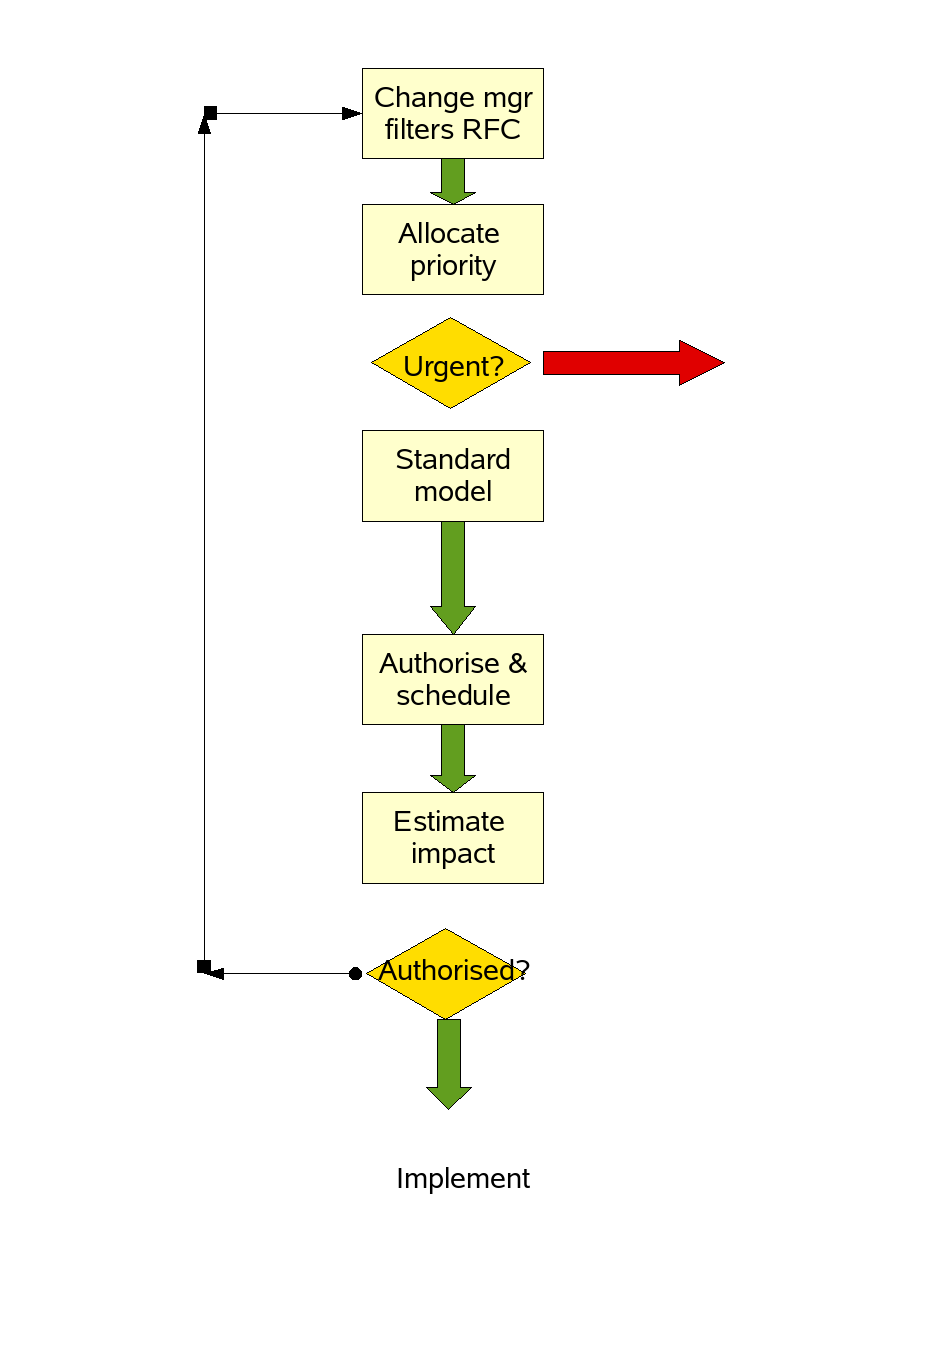 Change mgr
filters RFC
Allocate
priority
Urgent?
Standard
model
Authorise &
schedule
Estimate
impact
Authorised?
Implement